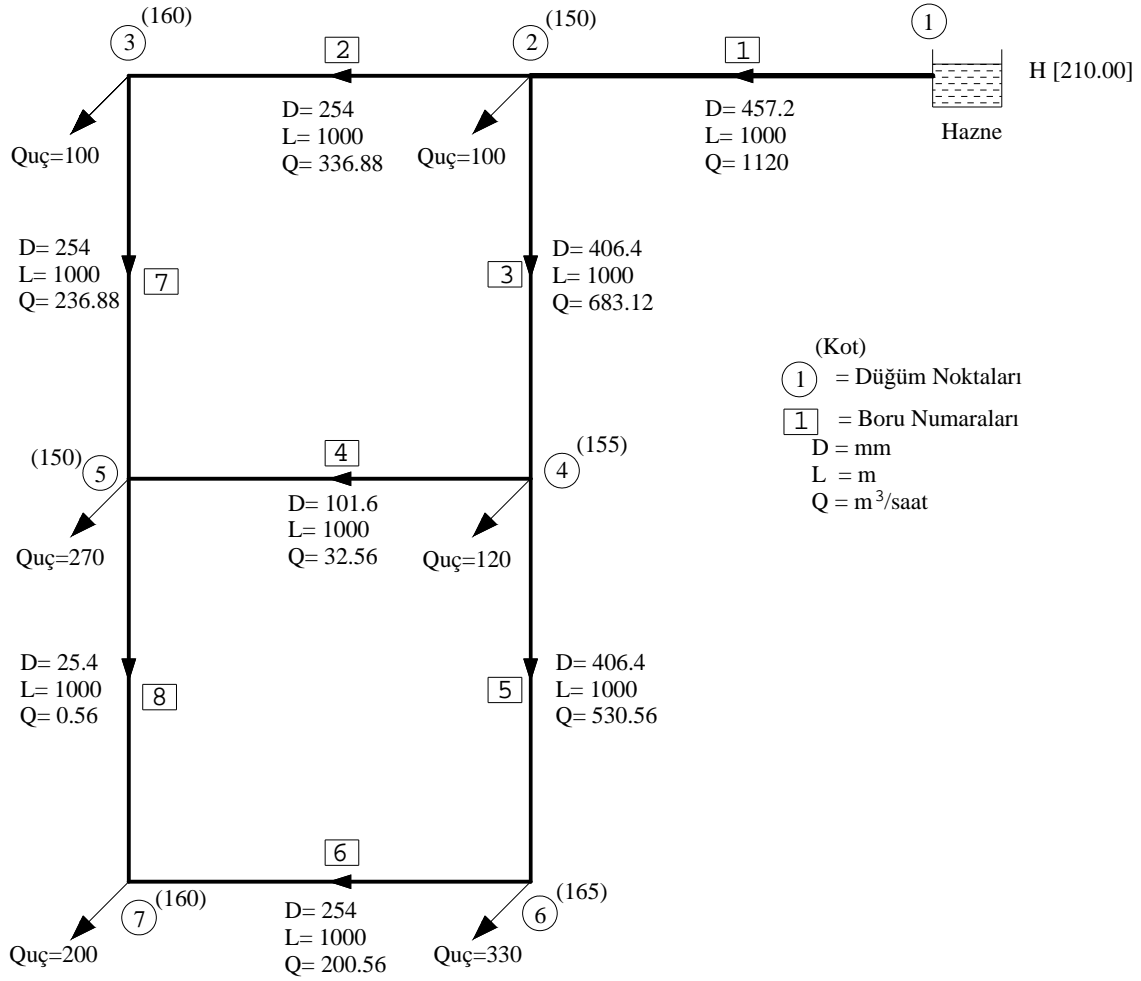 (160)
3
2
(150)
2
1
1
H [210.00]
Hazne
D= 254
L= 1000
Q= 336.88
D= 457.2
L= 1000
Q= 1120
Quç=100
Quç=100
D= 254
L= 1000
Q= 236.88
7
D= 406.4
L= 1000
Q= 683.12
3
(Kot)
1 = Düğüm Noktaları
1 = Boru Numaraları
D = mm
L = m
Q = m3/saat
(150)
5
4
(155)
4
D= 101.6
L= 1000
Q= 32.56
Quç=270
Quç=120
D= 25.4
L= 1000
Q= 0.56
8
D= 406.4
L= 1000
Q= 530.56
5
6
7
(160)
(165)
6
D= 254
L= 1000
Q= 200.56
Quç=200
Quç=330